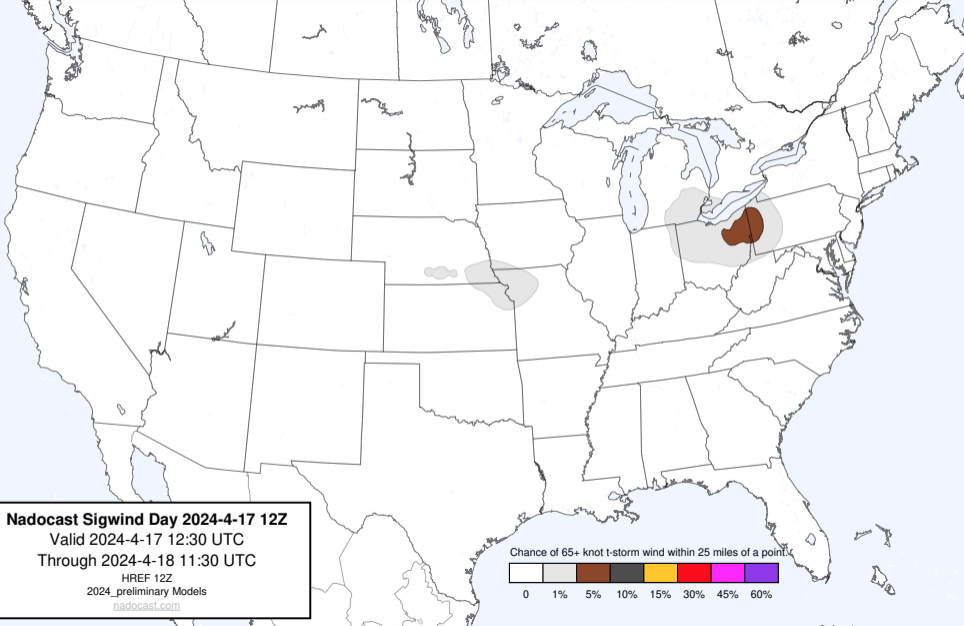 Nadocast Sigwind Day 2024-4-17 12Z
Valid 2024-4-17 12:30 UTC
Through 2024-4-18 11:30 UTC
HREF 12Z
2024_preliminary Models
nadocast.com
Chance of 65+ knot t-storm wind within 25 miles of a point.
0 1% 5% 10% 15% 30% 45% 60%